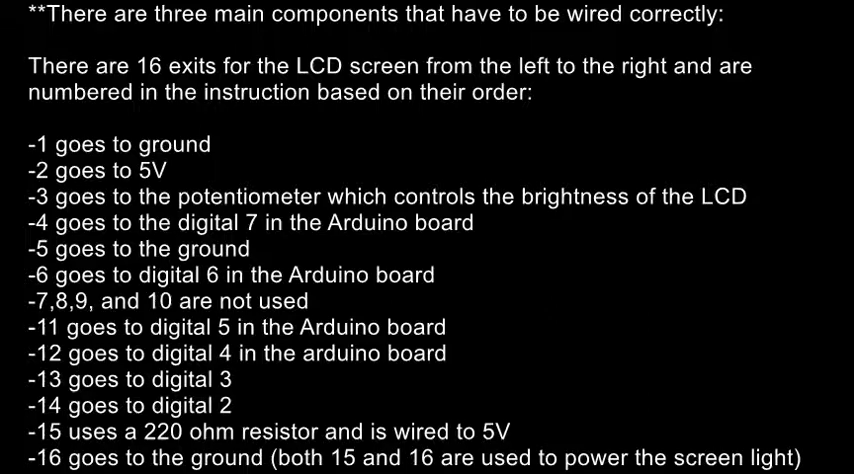 **There are three main components that have to be wired correctly:
There are 16 exits for the LCD screen from the left to the right and are
numbered in the instruction based on their order:
-1 goes to ground
-2 goes to 5V
-3 goes to the potentiometer which controls the brightness of the LCD
-4 goes to the digital 7 in the Arduino board
-5 goes to the ground
-6 goes to digital 6 in the Arduino board
-7,8,9, and 10 are not used
-11 goes to digital 5 in the Arduino board
-12 goes to digital 4 in the arduino board
-13 goes to digital 3
-14 goes to digital 2
-15 uses a 220 ohm resistor and is wired to 5V
-16 goes to the ground (both 15 and 16 are used to power the screen light)